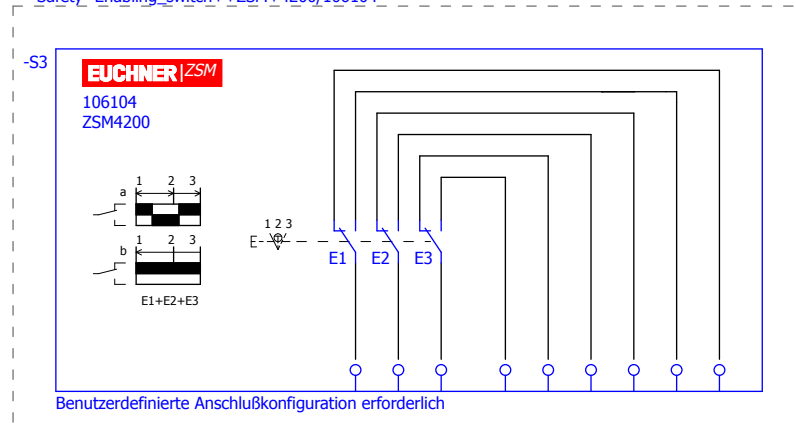 -S3
EUCHNER ZSM
106104
ZSM4200
1 2 3
a
1 2 3
b
E1+E2+E3
1 2 3
E1 E2 E3
Benutzerdefinierte Anschlußkonfiguration erforderlich